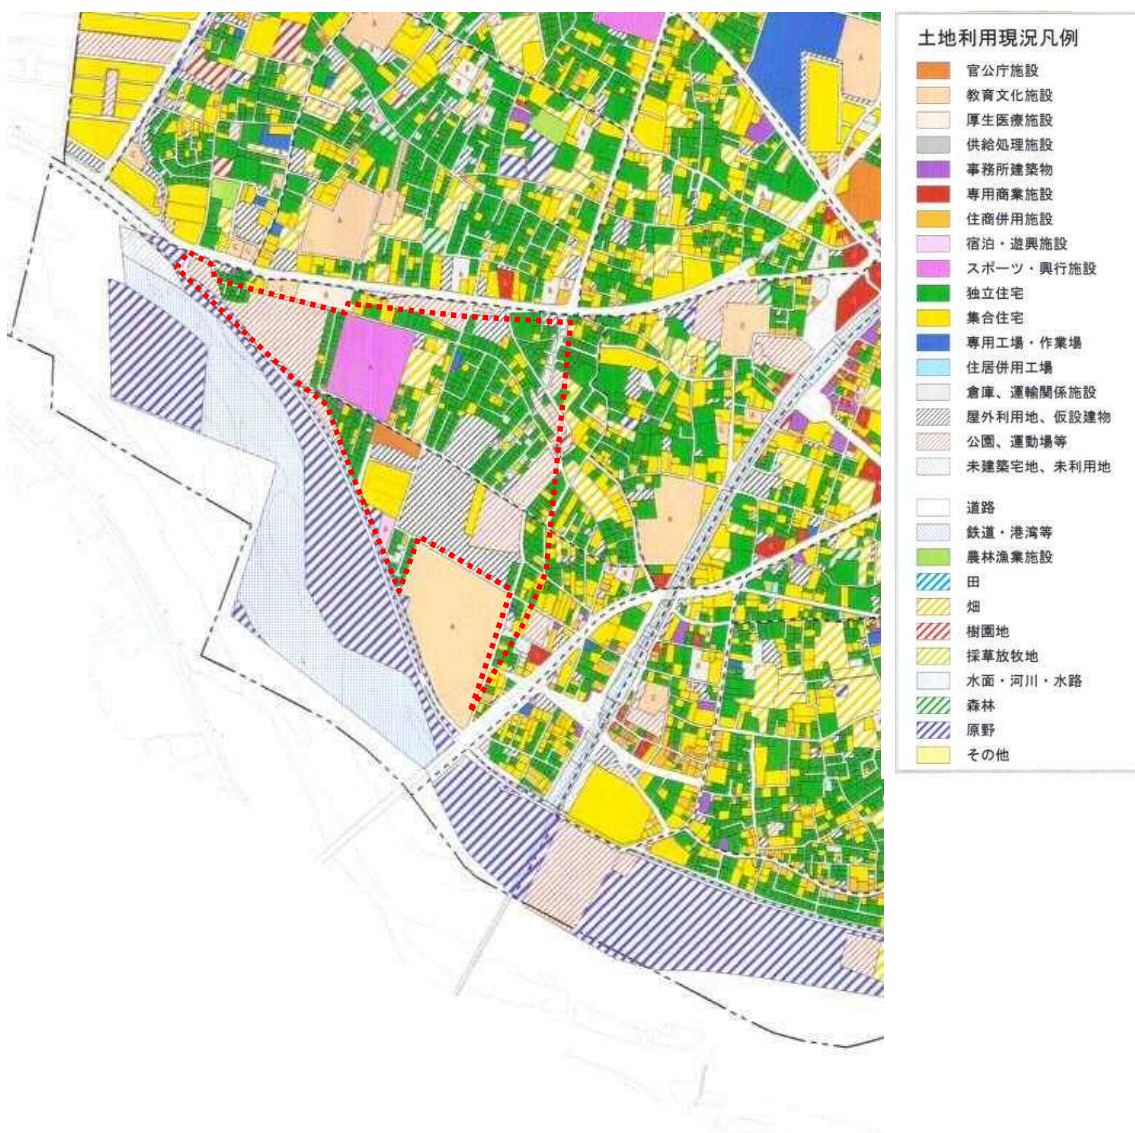 土地利用現況凡例
官公庁施設
教育文化施設
厚生医療施設
供給処理施設
事務所建築物
専用商業施設
住商併用施設
宿泊・遊興施設
スポーツ・興行施設
独立住宅
集合住宅
専用工場・作業場
住居併用工場
倉庫、運輸関係施設
屋外利用地、仮設建物
公園、運動場等
未建築宅地、未利用地
道路
鉄道・港湾等
農林漁業施設
田
畑
樹園地
採草放牧地
水面・河川・水路
森林
原野
その他